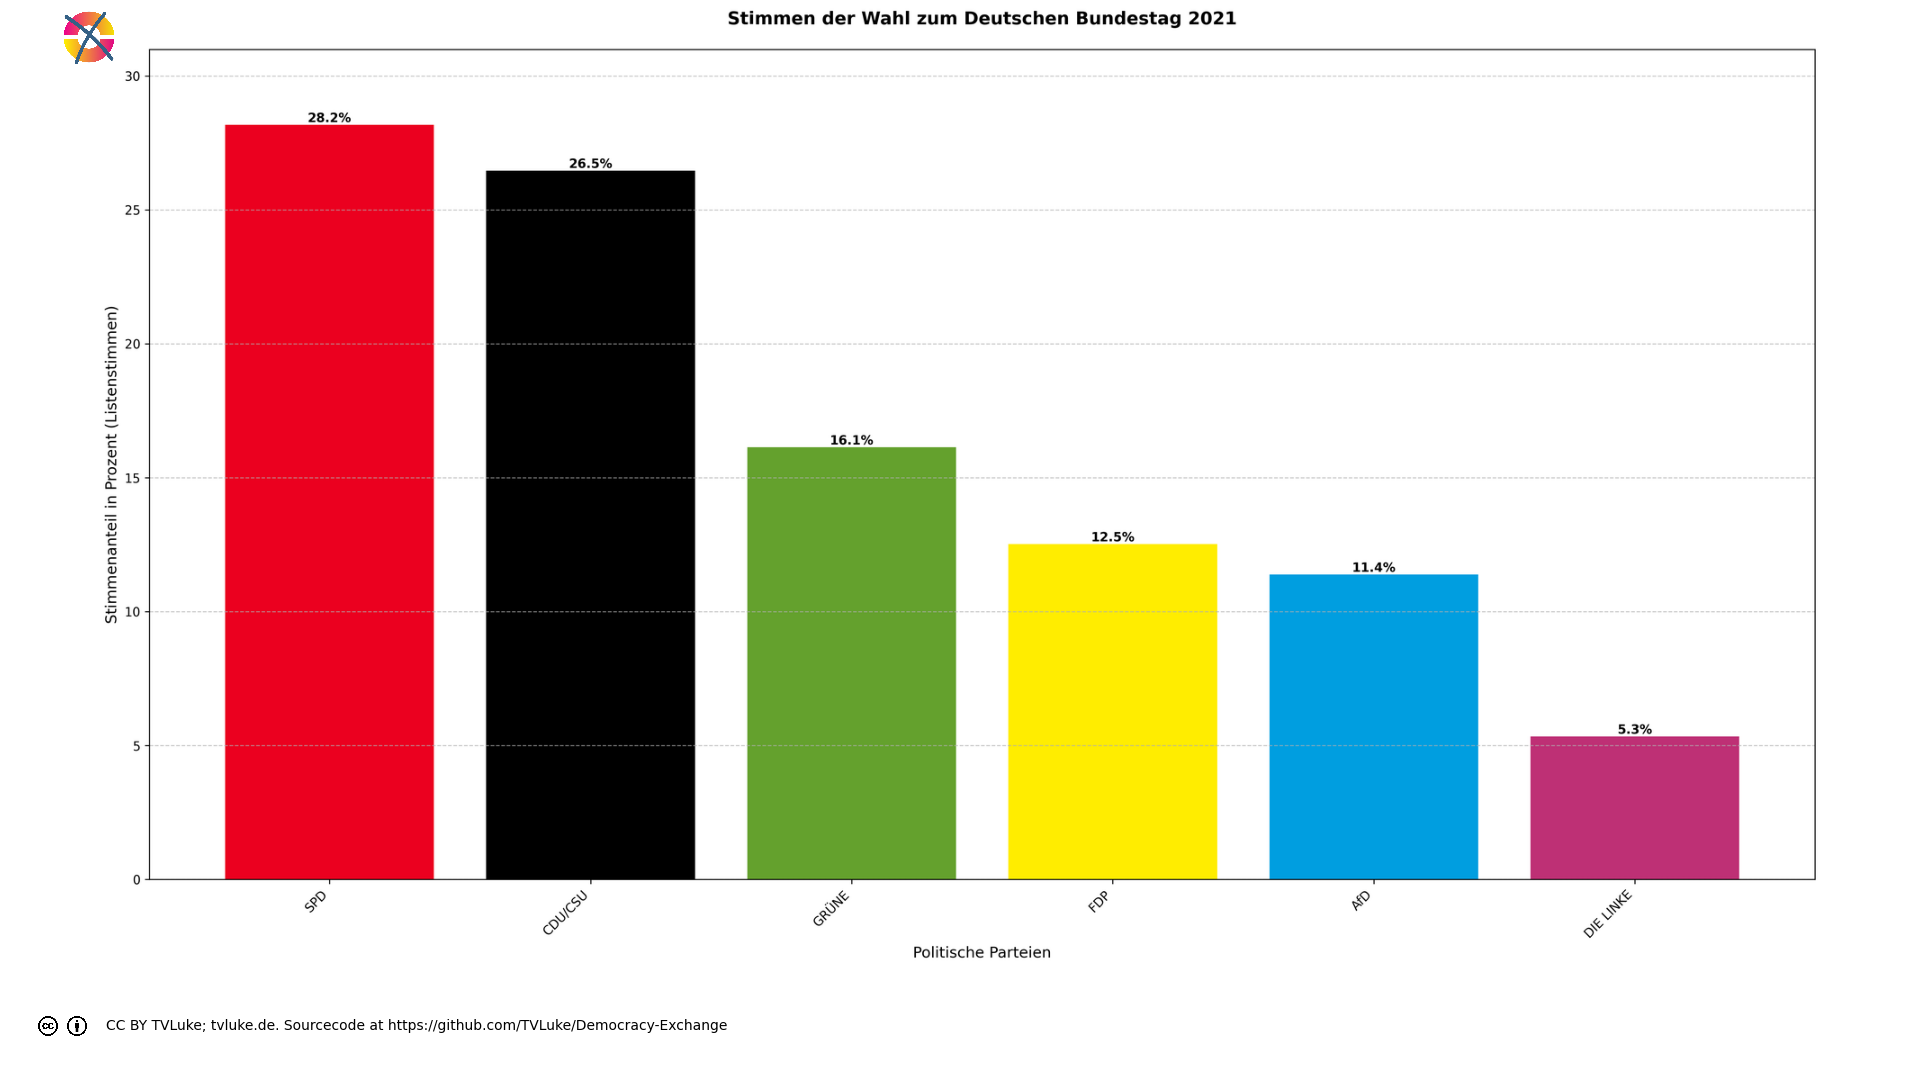 Stimmen der Wahl zum Deutschen Bundestag 2021
Stimmenanteil in Prozent (Listenstimmen)
30
25
20
15
10
5
0
28.2%
26.5%
16.1%
12.5%
11.4%
5.3%
SPD
CDU/CSU
GRÜNE
FDP
AfD
DIE LINKE
Politische Parteien
cc
CC BY TVLuke; tvluke.de. Sourcecode at https://github.com/TVLuke/Democracy-Exchange